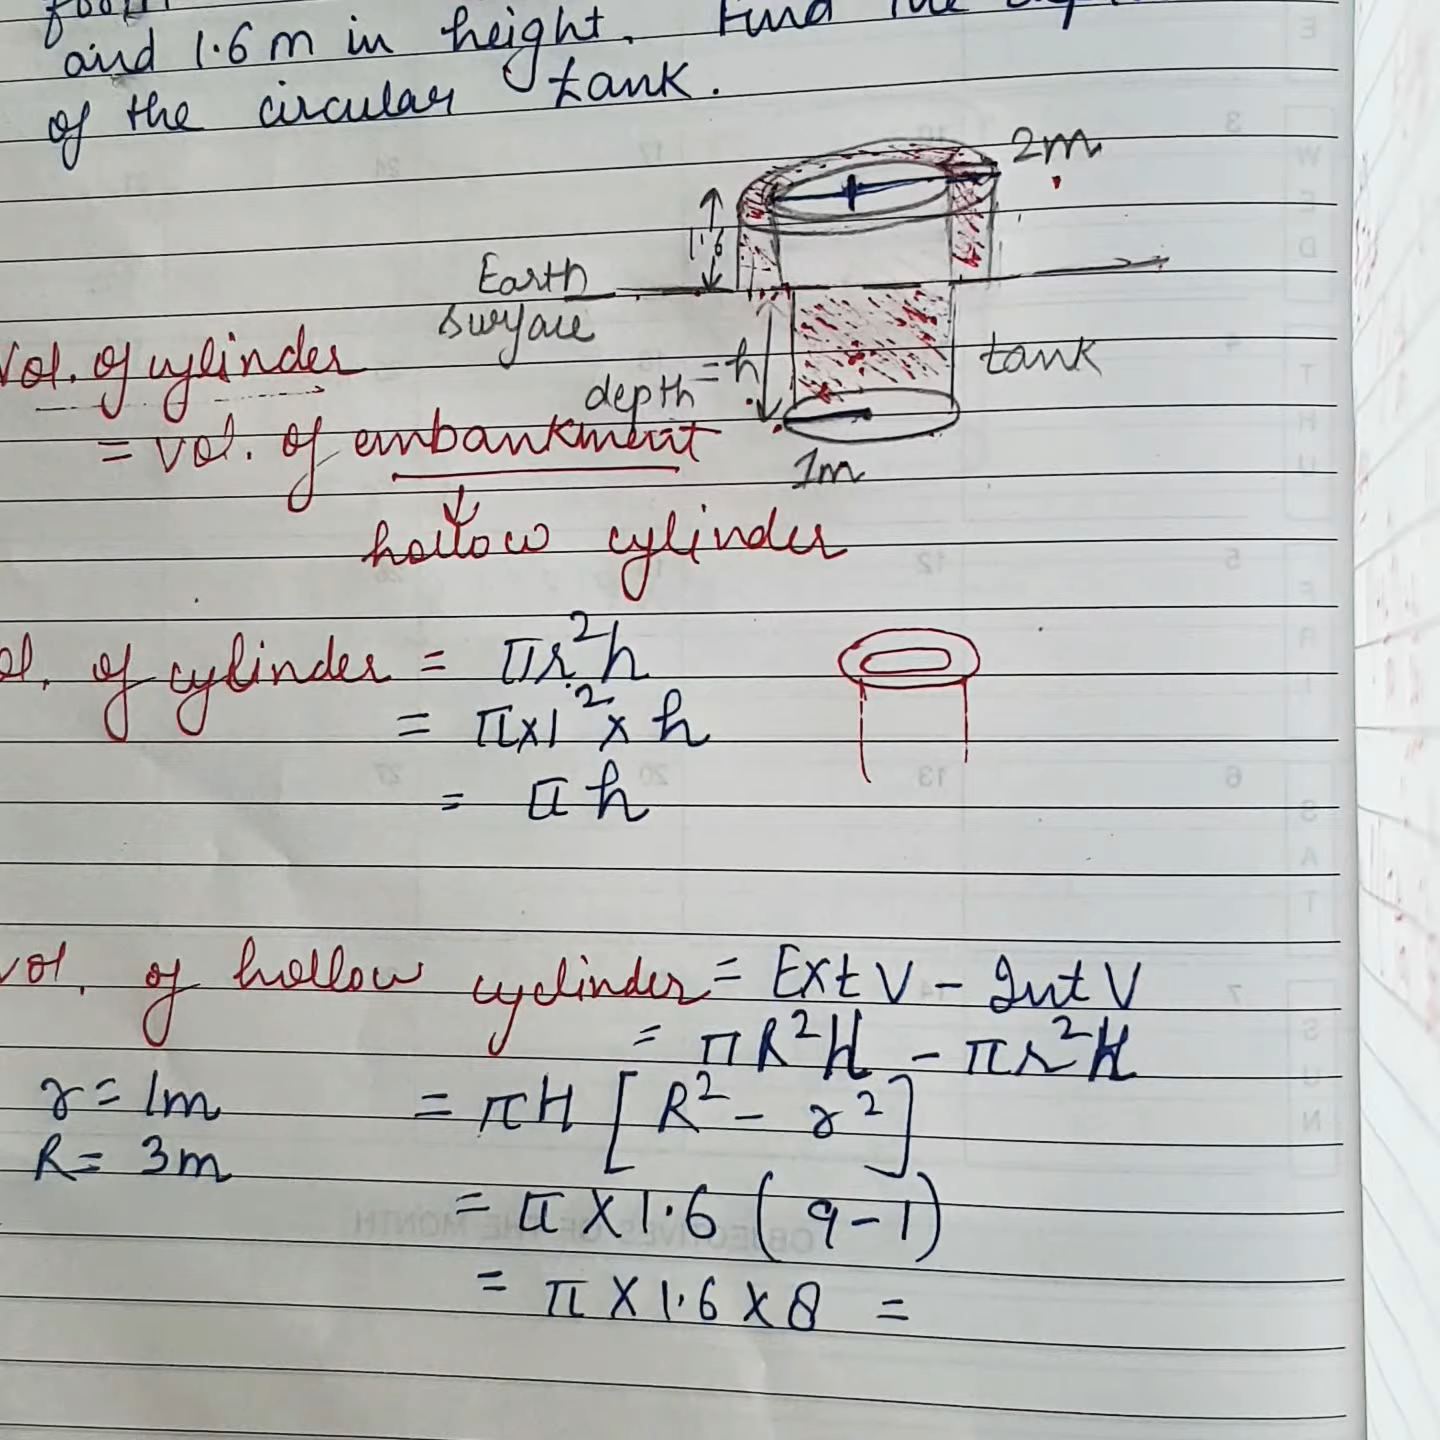 and 1.6 m in height. Find the
of the circular tank.
2m
1.6
Earth
surface
Vol. of cylinder
depth = h
tank
= vol. of embankment
1m
hollow cylinder
of cylinder = πr²h
= π×1² × h
= πh
vol. of hollow cyclinder = Ext V - Int V
= πR²H - πr²H
r = 1m
= πH [R² - r²]
R = 3m
= π × 1.6 (9-1)
= π × 1.6 × 8 =